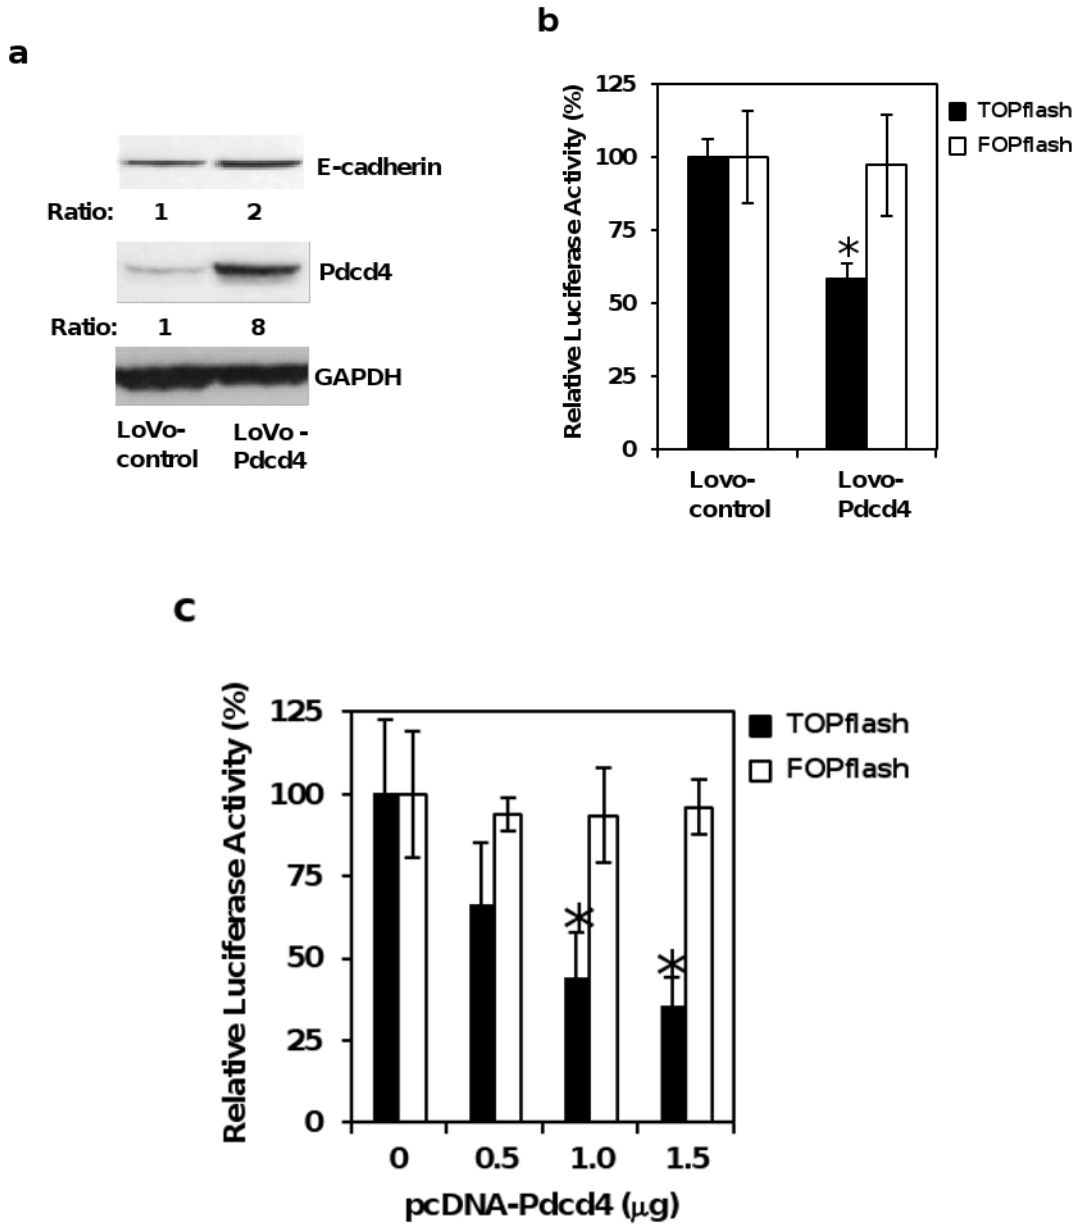 a
E-cadherin
Ratio: 1 2
Pdcd4
Ratio: 1 8
GAPDH
LoVo-
control
LoVo -
Pdcd4
b
Relative Luciferase Activity (%)
125
100
75
50
25
0
*
TOPflash
FOPflash
Lovo-
control
Lovo-
Pdcd4
c
Relative Luciferase Activity (%)
125
100
75
50
25
0
*
*
TOPflash
FOPflash
0 0.5 1.0 1.5
pcDNA-Pdcd4 (μg)